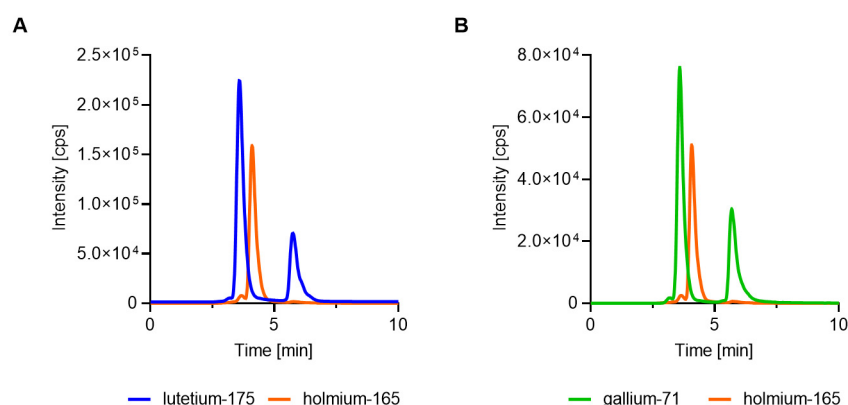 A
B
2.5×10⁵
2.0×10⁵
1.5×10⁵
1.0×10⁵
5.0×10⁴
0
Intensity [cps]
0 5 10
Time [min]
lutetium-175 holmium-165
8.0×10⁴
6.0×10⁴
4.0×10⁴
2.0×10⁴
0
Intensity [cps]
0 5 10
Time [min]
gallium-71 holmium-165